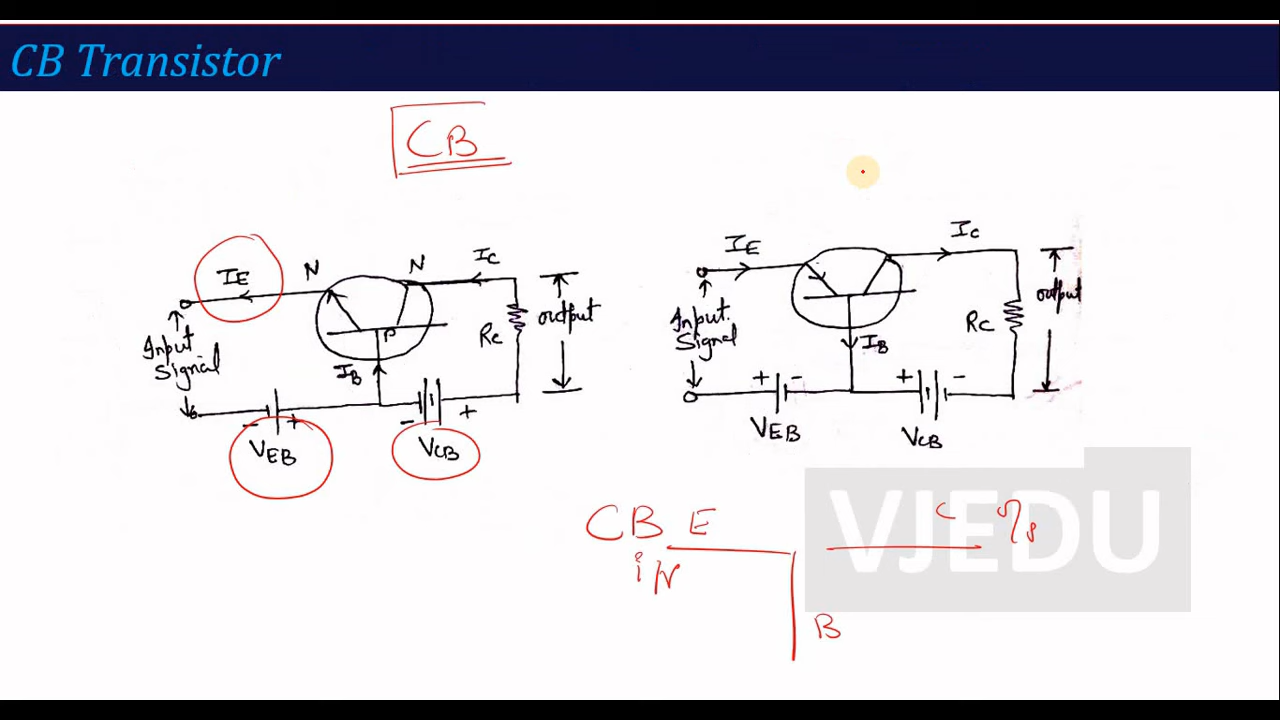 CB Transistor
CB
IE
N
N
IC
P
IB
RC
output
Input
Signal
- +
VEB
- +
VCB
IE
IC
IB
RC
output
Input.
Signal
+ -
VEB
+ -
VCB
VJEDU
CB E
C
i/N
B